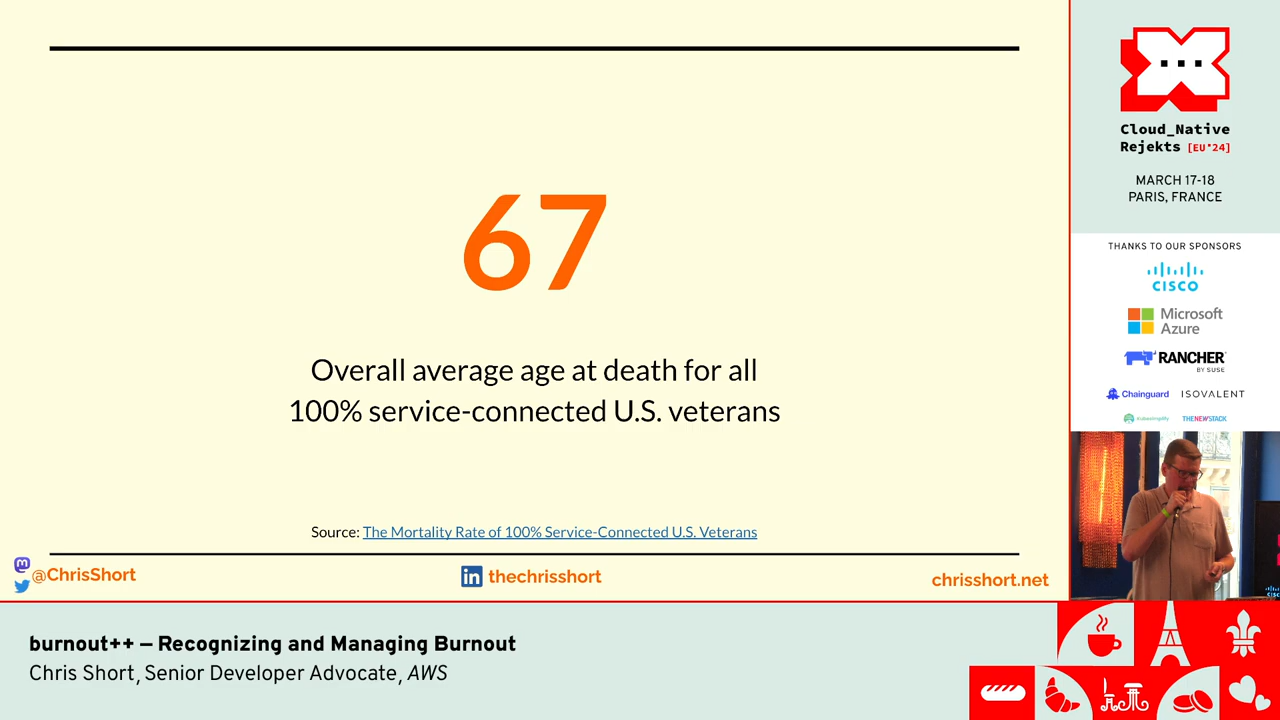 67
Overall average age at death for all
100% service-connected U.S. veterans
Source: The Mortality Rate of 100% Service-Connected U.S. Veterans
@ChrisShort
thechrisshort
chrisshort.net
burnout++ – Recognizing and Managing Burnout
Chris Short, Senior Developer Advocate, AWS
Cloud_Native
Rejekts [EU'24]
MARCH 17-18
PARIS, FRANCE
THANKS TO OUR SPONSORS
CISCO
Microsoft
Azure
RANCHER
BY SUSE
Chainguard
ISOVALENT
Kubesimplify
THENEWSTACK
CISCO